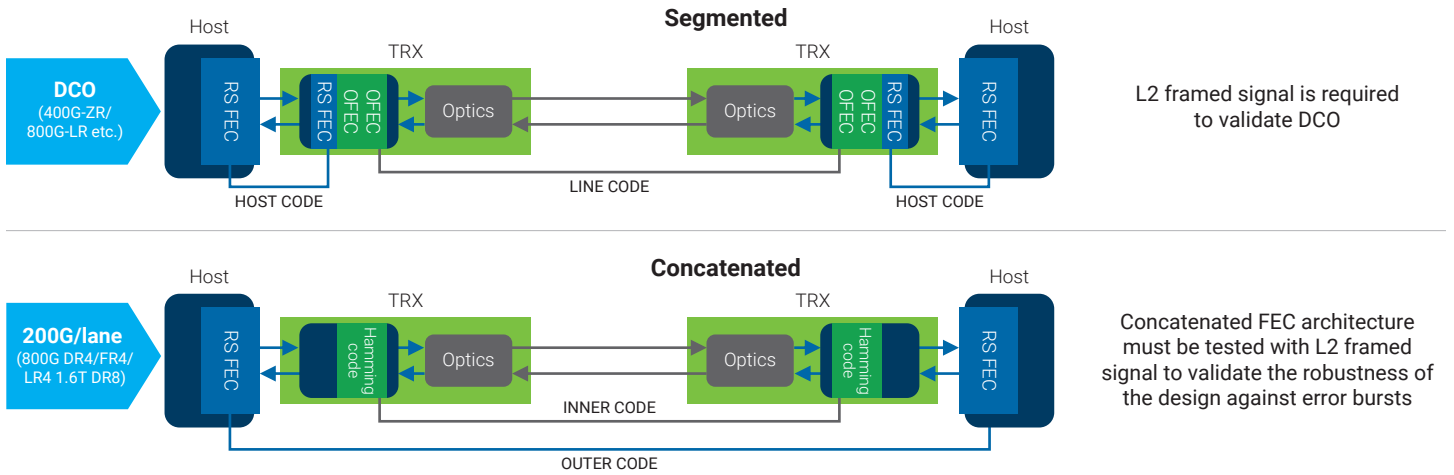 Segmented
Host
TRX
TRX
Host
DCO
(400G-ZR/
800G-LR etc.)
RS FEC
RS FEC
OFEC
OFEC
Optics
Optics
OFEC
OFEC
RS FEC
RS FEC
L2 framed signal is required
to validate DCO
HOST CODE
LINE CODE
HOST CODE
Concatenated
Host
TRX
TRX
Host
200G/lane
(800G DR4/FR4/
LR4 1.6T DR8)
RS FEC
Hamming
code
Optics
Optics
Hamming
code
RS FEC
Concatenated FEC architecture
must be tested with L2 framed
signal to validate the robustness of
the design against error bursts
INNER CODE
OUTER CODE